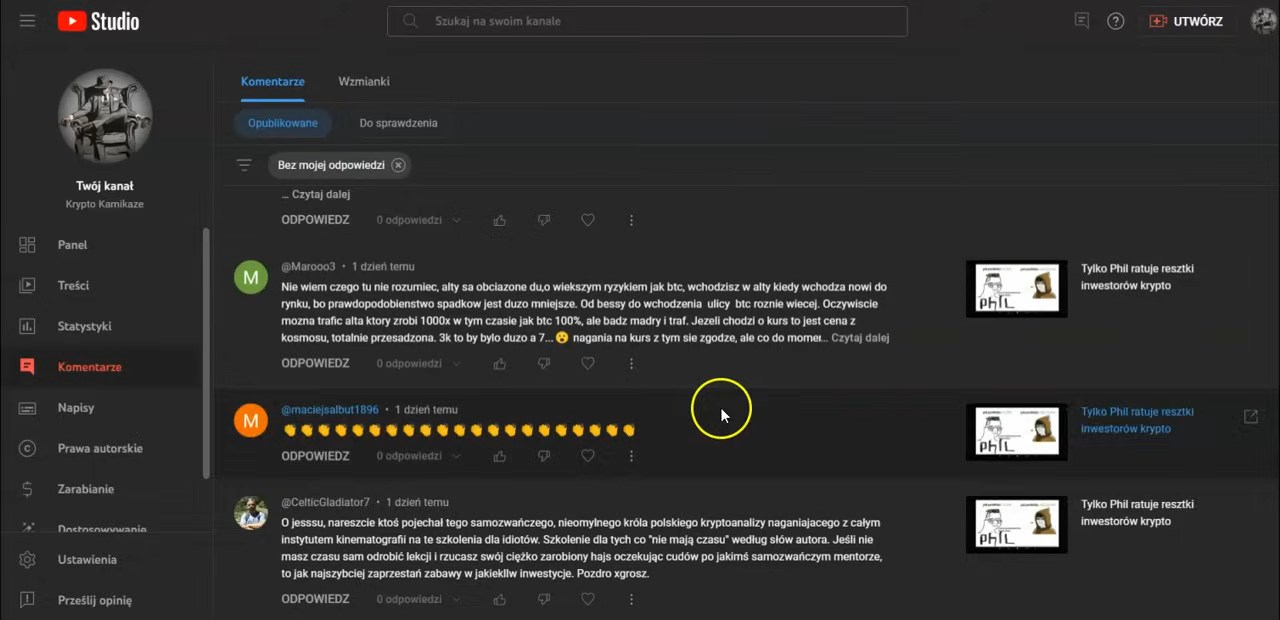 Studio
Szukaj na swoim kanale
UTWÓRZ
Twój kanał
Krypto Kamikaze
Panel
Treści
Statystyki
Komentarze
Napisy
Prawa autorskie
Zarabianie
Dostosowywanie
Ustawienia
Prześlij opinię
Komentarze Wzmianki
Opublikowane Do sprawdzenia
Bez mojej odpowiedzi
... Czytaj dalej
ODPOWIEDZ 0 odpowiedzi
M
@Marooo3 • 1 dzień temu
Nie wiem czego tu nie rozumiec, alty sa obciazone du,o wiekszym ryzykiem jak btc, wchodzisz w alty kiedy wchodza nowi do
rynku, bo prawdopodobienstwo spadkow jest duzo mniejsze. Od bessy do wchodzenia ulicy btc roznie wiecej. Oczywiscie
mozna trafic alta ktory zrobi 1000x w tym czasie jak btc 100%, ale badz madry i traf. Jezeli chodzi o kurs to jest cena z
kosmosu, totalnie przesadzona. 3k to by bylo duzo a 7...😮 nagania na kurs z tym sie zgodze, ale co do momen... Czytaj dalej
ODPOWIEDZ 0 odpowiedzi
phil
Tylko Phil ratuje resztki
inwestorów krypto
M
@maciejsalbut1896 • 1 dzień temu
👏👏👏👏👏👏👏👏👏👏👏👏👏👏👏👏👏👏👏👏👏
ODPOWIEDZ 0 odpowiedzi
phil
Tylko Phil ratuje resztki
inwestorów krypto
@CelticGladiator7 • 1 dzień temu
O jesssu, nareszcie ktoś pojechał tego samozwańczego, nieomylnego króla polskiego kryptoanalizy naganiajacego z całym
instytutem kinematografii na te szkolenia dla idiotów. Szkolenie dla tych co "nie mają czasu" według słów autora. Jeśli nie
masz czasu sam odrobić lekcji i rzucasz swój ciężko zarobiony hajs oczekując cudów po jakimś samozwańczym mentorze,
to jak najszybciej zaprzestań zabawy w jakiekllw inwestycje. Pozdro xgrosz.
ODPOWIEDZ 0 odpowiedzi
phil
Tylko Phil ratuje resztki
inwestorów krypto